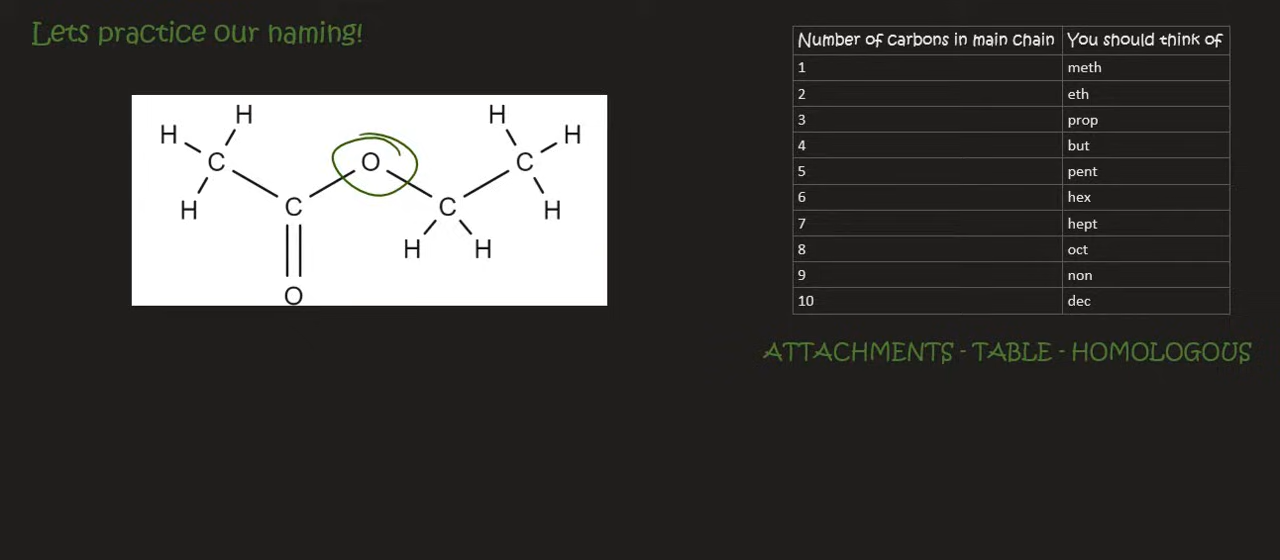 Lets practice our naming!
H H H H
C O C
H C C H
H H
O
Number of carbons in main chain You should think of
1 meth
2 eth
3 prop
4 but
5 pent
6 hex
7 hept
8 oct
9 non
10 dec
ATTACHMENTS - TABLE - HOMOLOGOUS